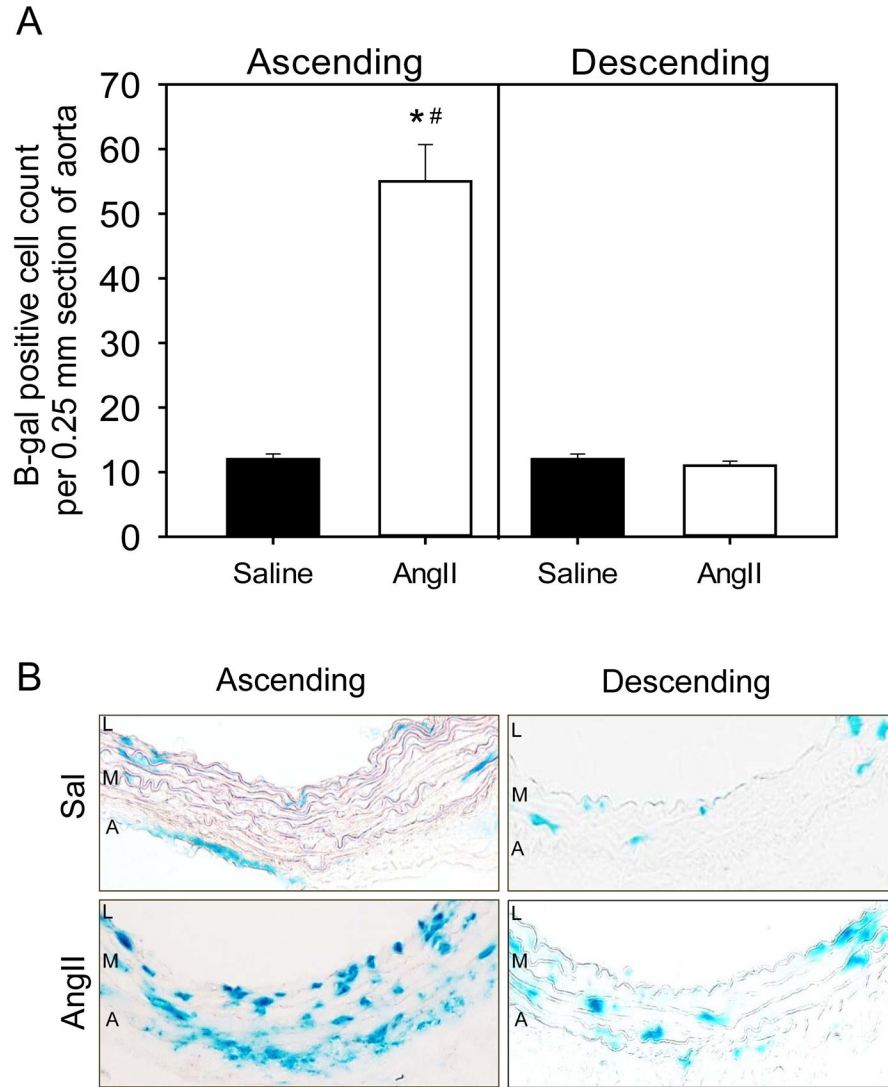 A
Ascending Descending
70
60
50
40
30
20
10
0
B-gal positive cell count
per 0.25 mm section of aorta
*#
Saline AngII Saline AngII
B
Ascending Descending
Sal
L
M
A
L
M
A
AngII
L
M
A
L
M
A